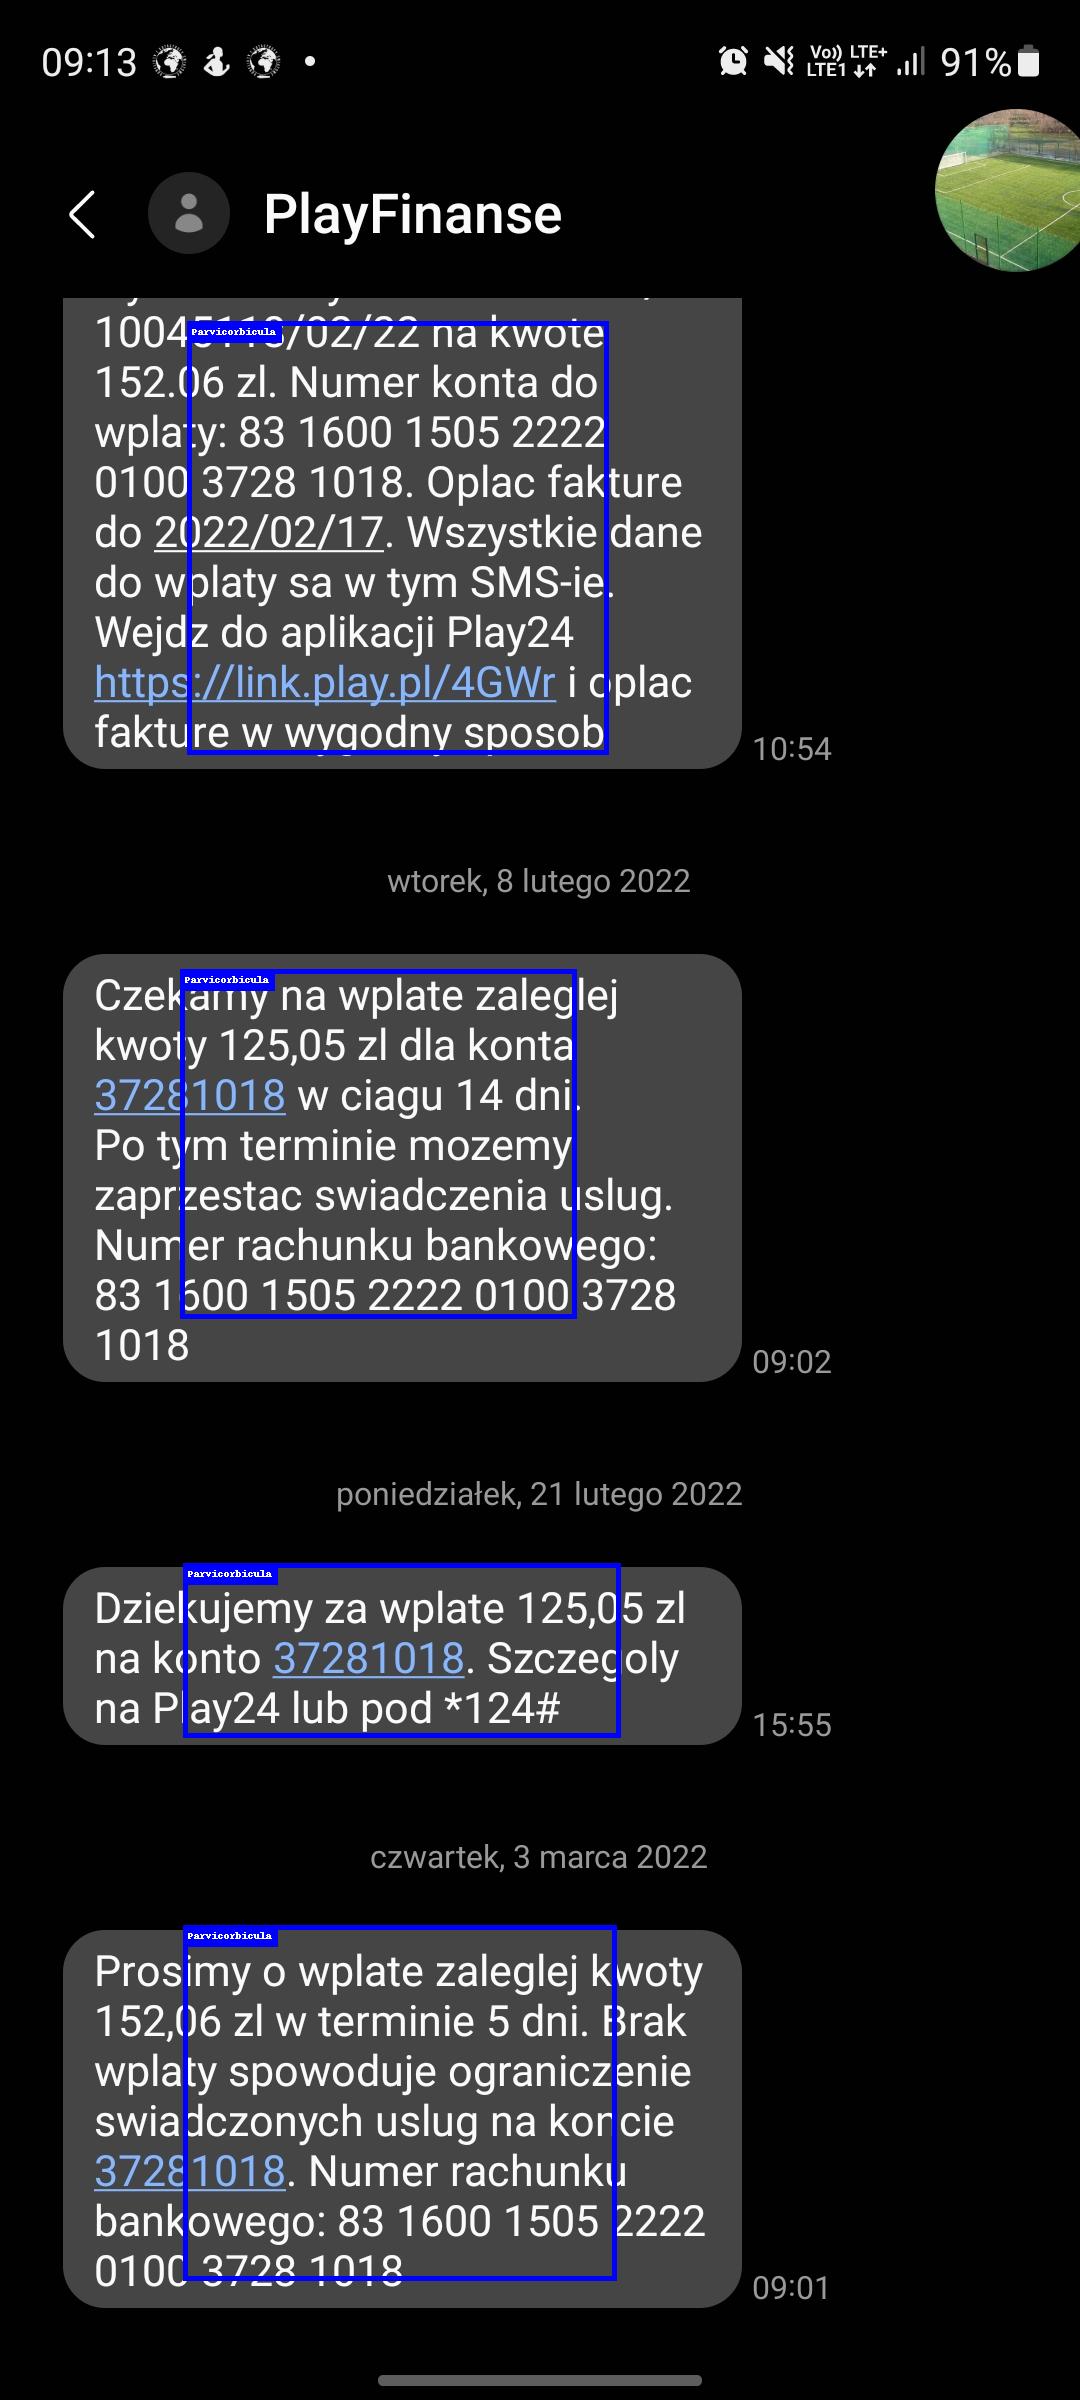 09:13
Vo)) LTE+
LTE1
91%
PlayFinanse
/02/22 na kwote
152.06 zl. Numer konta do
wplaty: 83 1600 1505 2222
0100 3728 1018. Oplac fakture
do 2022/02/17. Wszystkie dane
do wplaty sa w tym SMS-ie.
Wejdz do aplikacji Play24
https://link.play.pl/4GWr i oplac
fakture w wygodny sposob
10:54
Parvicorbicula
wtorek, 8 lutego 2022
Parvicorbicula
Czekamy na wplate zaleglej
kwoty 125,05 zl dla konta
37281018 w ciagu 14 dni.
Po tym terminie mozemy
zaprzestac swiadczenia uslug.
Numer rachunku bankowego:
83 1600 1505 2222 0100 3728
1018
09:02
poniedziałek, 21 lutego 2022
Parvicorbicula
Dziekujemy za wplate 125,05 zl
na konto 37281018. Szczegoly
na Play24 lub pod *124#
15:55
czwartek, 3 marca 2022
Parvicorbicula
Prosimy o wplate zaleglej kwoty
152,06 zl w terminie 5 dni. Brak
wplaty spowoduje ograniczenie
swiadczonych uslug na koncie
37281018. Numer rachunku
bankowego: 83 1600 1505 2222
0100 3728 1018
09:01